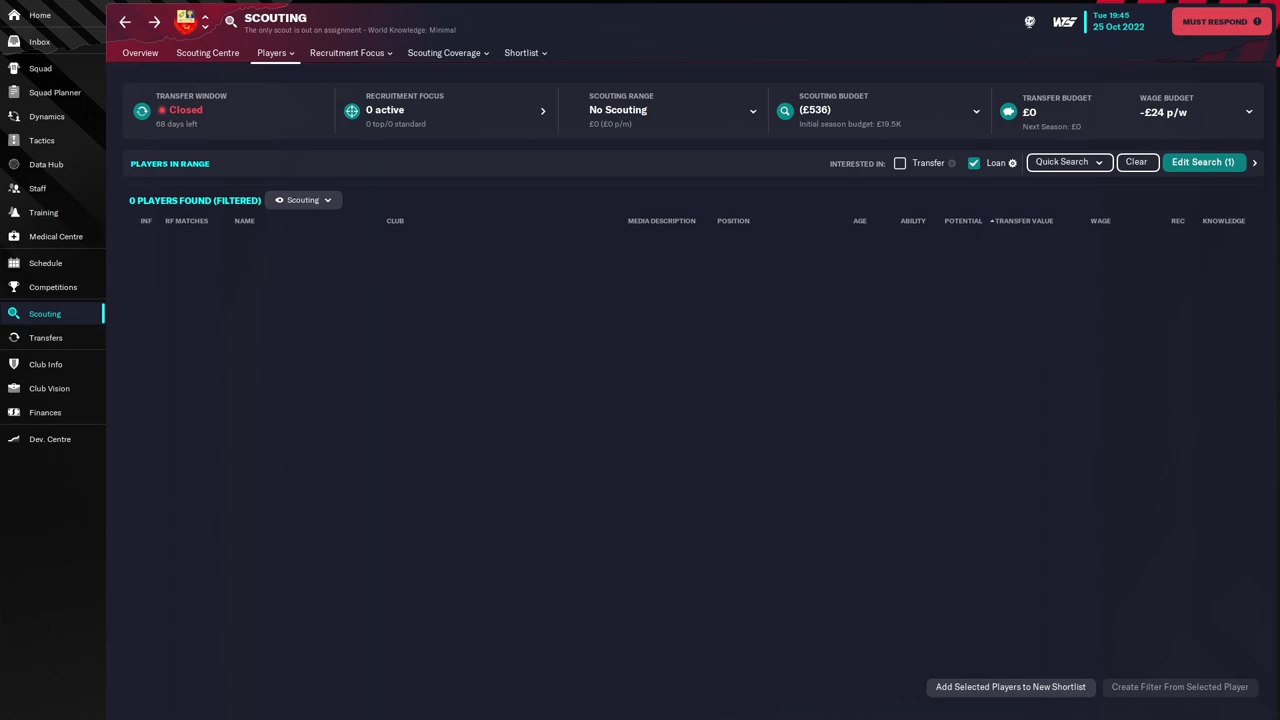 Home
Inbox
Squad
Squad Planner
Dynamics
Tactics
Data Hub
Staff
Training
Medical Centre
Schedule
Competitions
Scouting
Transfers
Club Info
Club Vision
Finances
Dev. Centre
SCOUTING
The only scout is out on assignment - World Knowledge: Minimal
Tue 19:45
25 Oct 2022
MUST RESPOND
Overview Scouting Centre Players Recruitment Focus Scouting Coverage Shortlist
TRANSFER WINDOW
Closed
68 days left
RECRUITMENT FOCUS
0 active
0 top/0 standard
SCOUTING RANGE
No Scouting
£0 (£0 p/m)
SCOUTING BUDGET
(£536)
Initial season budget: £19.5K
TRANSFER BUDGET
£0
Next Season: £0
WAGE BUDGET
-£24 p/w
PLAYERS IN RANGE
INTERESTED IN: Transfer Loan Quick Search Clear Edit Search (1)
0 PLAYERS FOUND (FILTERED) Scouting
INF RF MATCHES NAME CLUB MEDIA DESCRIPTION POSITION AGE ABILITY POTENTIAL TRANSFER VALUE WAGE REC KNOWLEDGE
Add Selected Players to New Shortlist Create Filter From Selected Player